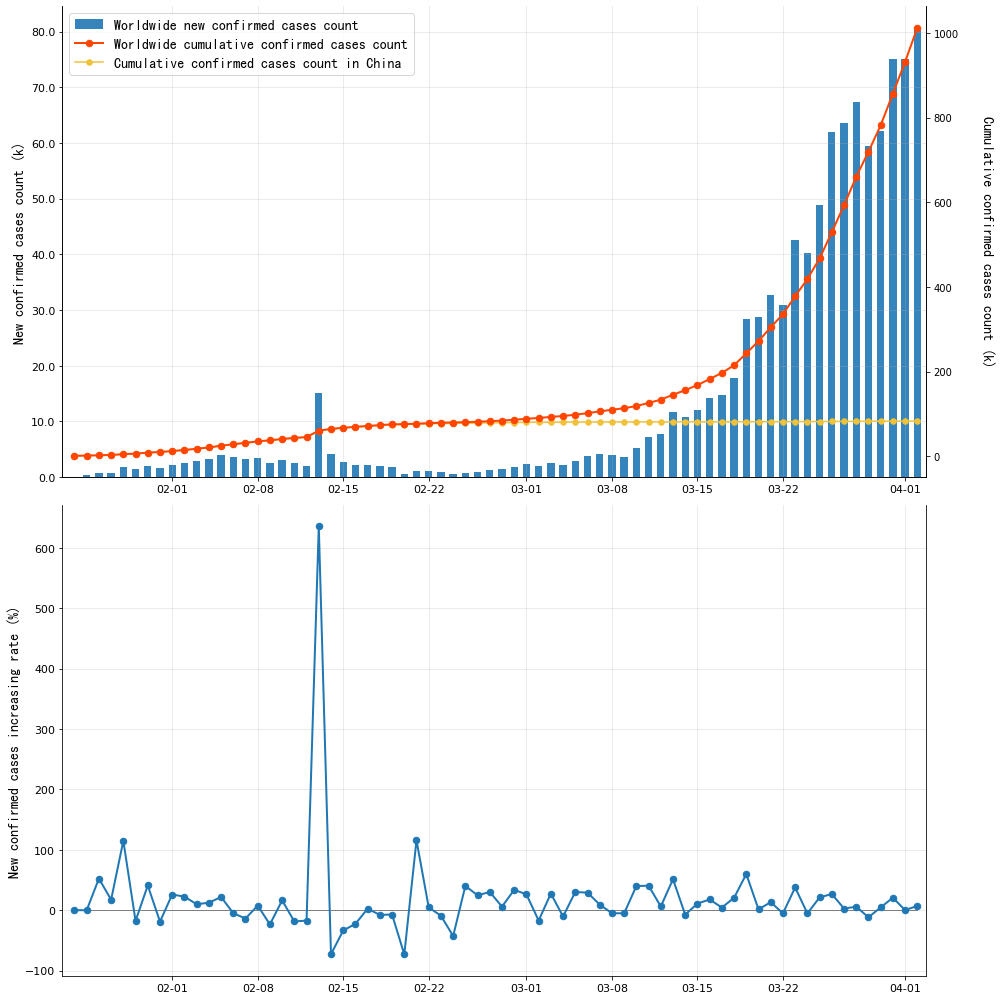 Worldwide new confirmed cases count
Worldwide cumulative confirmed cases count
Cumulative confirmed cases count in China
New confirmed cases count (k)
80.0
70.0
60.0
50.0
40.0
30.0
20.0
10.0
0.0
Cumulative confirmed cases count (k)
1000
800
600
400
200
0
02-01 02-08 02-15 02-22 03-01 03-08 03-15 03-22 04-01
New confirmed cases increasing rate (%)
600
500
400
300
200
100
0
−100
02-01 02-08 02-15 02-22 03-01 03-08 03-15 03-22 04-01